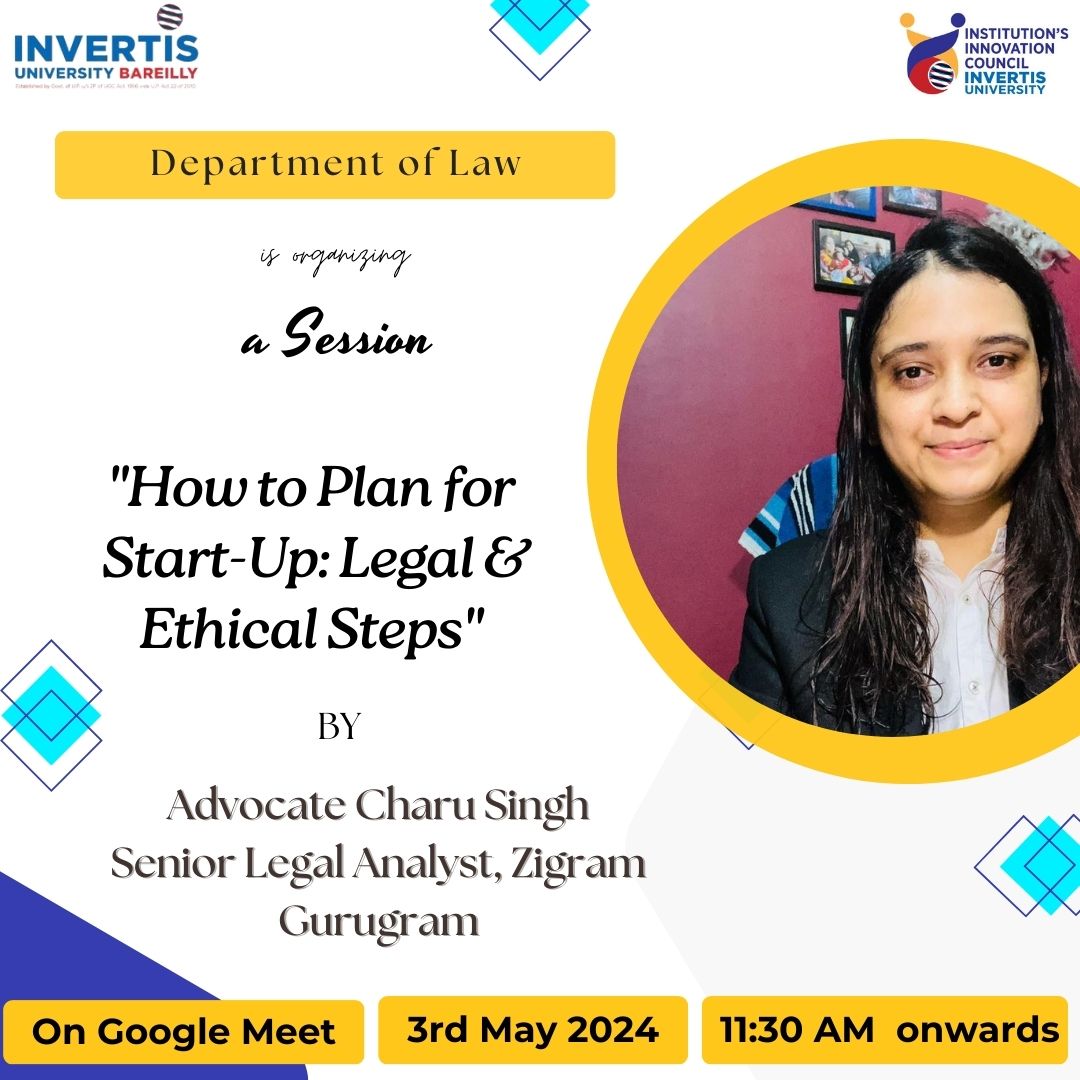 INVERTIS
UNIVERSITY BAREILLY
INSTITUTION'S
INNOVATION
COUNCIL
INVERTIS
UNIVERSITY
Department of Law
is organizing
a Session
"How to Plan for
Start-Up: Legal &
Ethical Steps"
BY
Advocate Charu Singh
Senior Legal Analyst, Zigram
Gurugram
On Google Meet
3rd May 2024
11:30 AM onwards